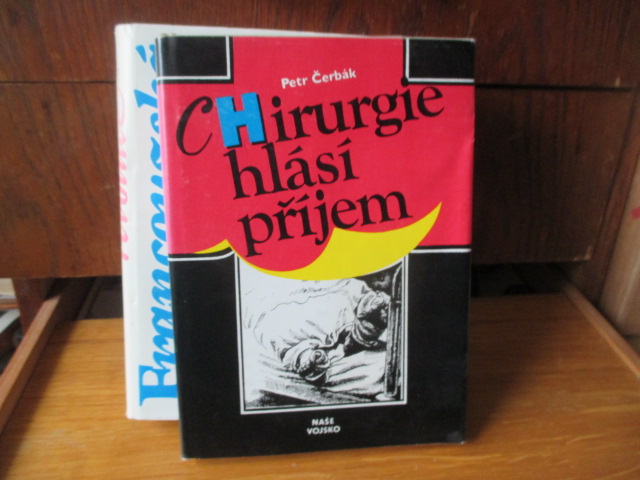 Petr Čerbák
CHirurgie
hlásí
příjem
NAŠE
VOJSKO